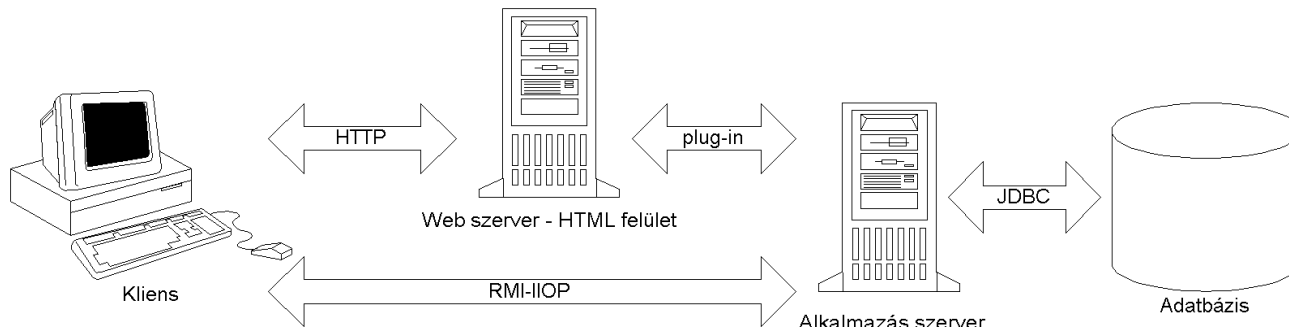 HTTP
plug-in
JDBC
Web szerver - HTML felület
Kliens
RMI-IIOP
Adatbázis
Alkalmazás szerver